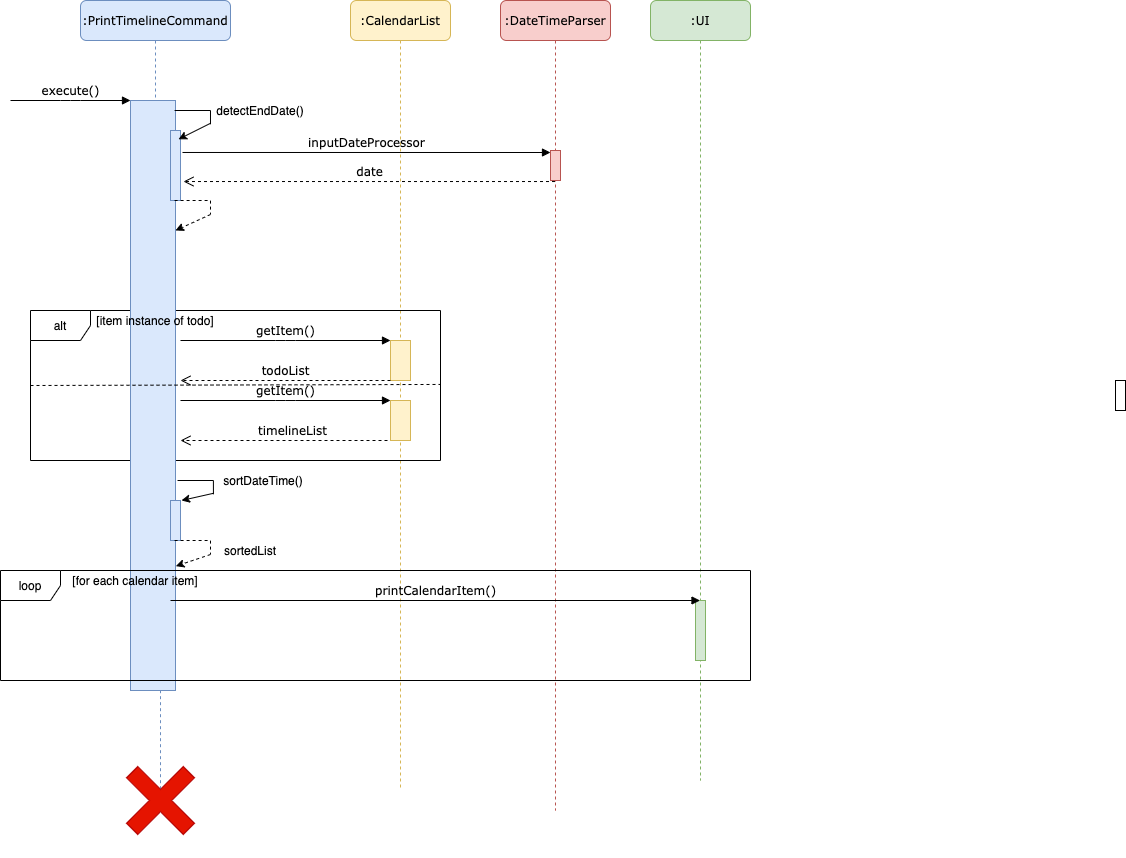 :PrintTimelineCommand
:CalendarList
:DateTimeParser
:UI
execute()
detectEndDate()
inputDateProcessor
date
alt
[item instance of todo]
getItem()
todoList
getItem()
timelineList
sortDateTime()
sortedList
loop
[for each calendar item]
printCalendarItem()